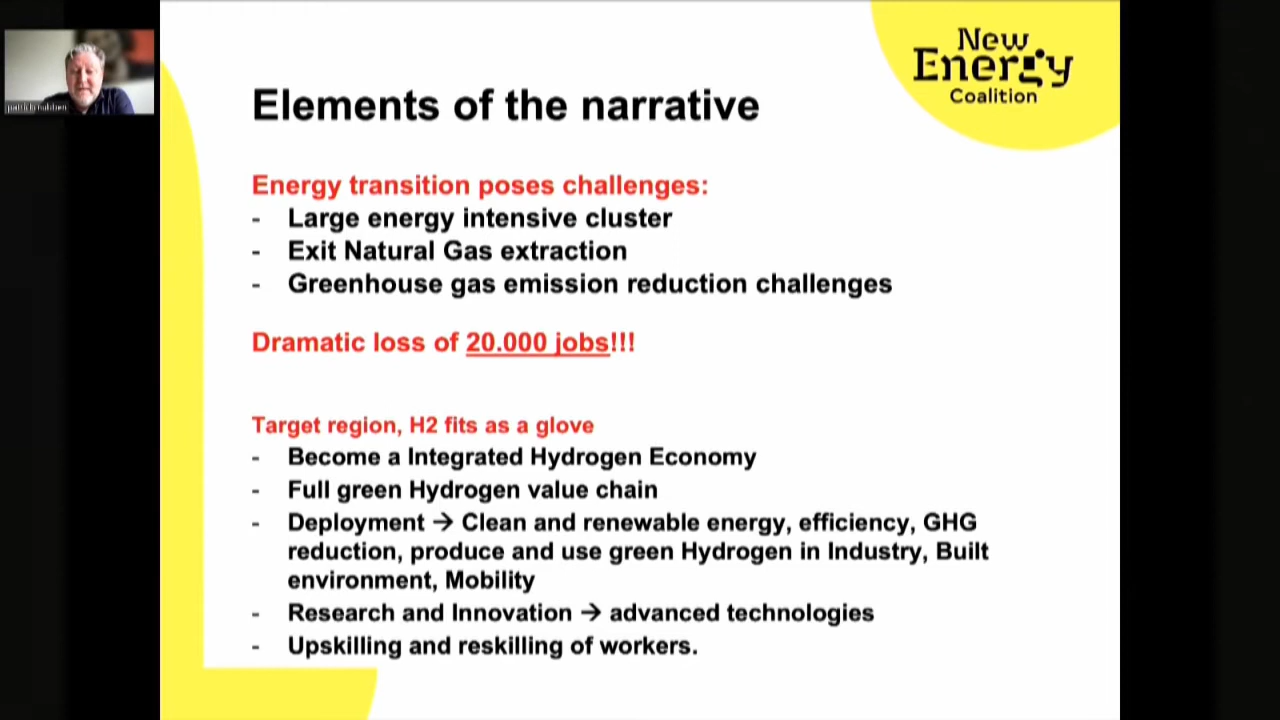 New
Energy
Coalition
Elements of the narrative
Energy transition poses challenges:
- Large energy intensive cluster
- Exit Natural Gas extraction
- Greenhouse gas emission reduction challenges
Dramatic loss of 20.000 jobs!!!
Target region, H2 fits as a glove
- Become a Integrated Hydrogen Economy
- Full green Hydrogen value chain
- Deployment → Clean and renewable energy, efficiency, GHG
reduction, produce and use green Hydrogen in Industry, Built
environment, Mobility
- Research and Innovation → advanced technologies
- Upskilling and reskilling of workers.